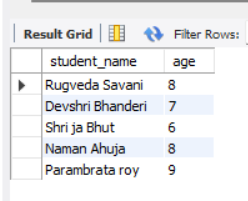 Result Grid Filter Rows:
student_name age
Rugveda Savani 8
Devshri Bhanderi 7
Shri ja Bhut 6
Naman Ahuja 8
Parambrata roy 9